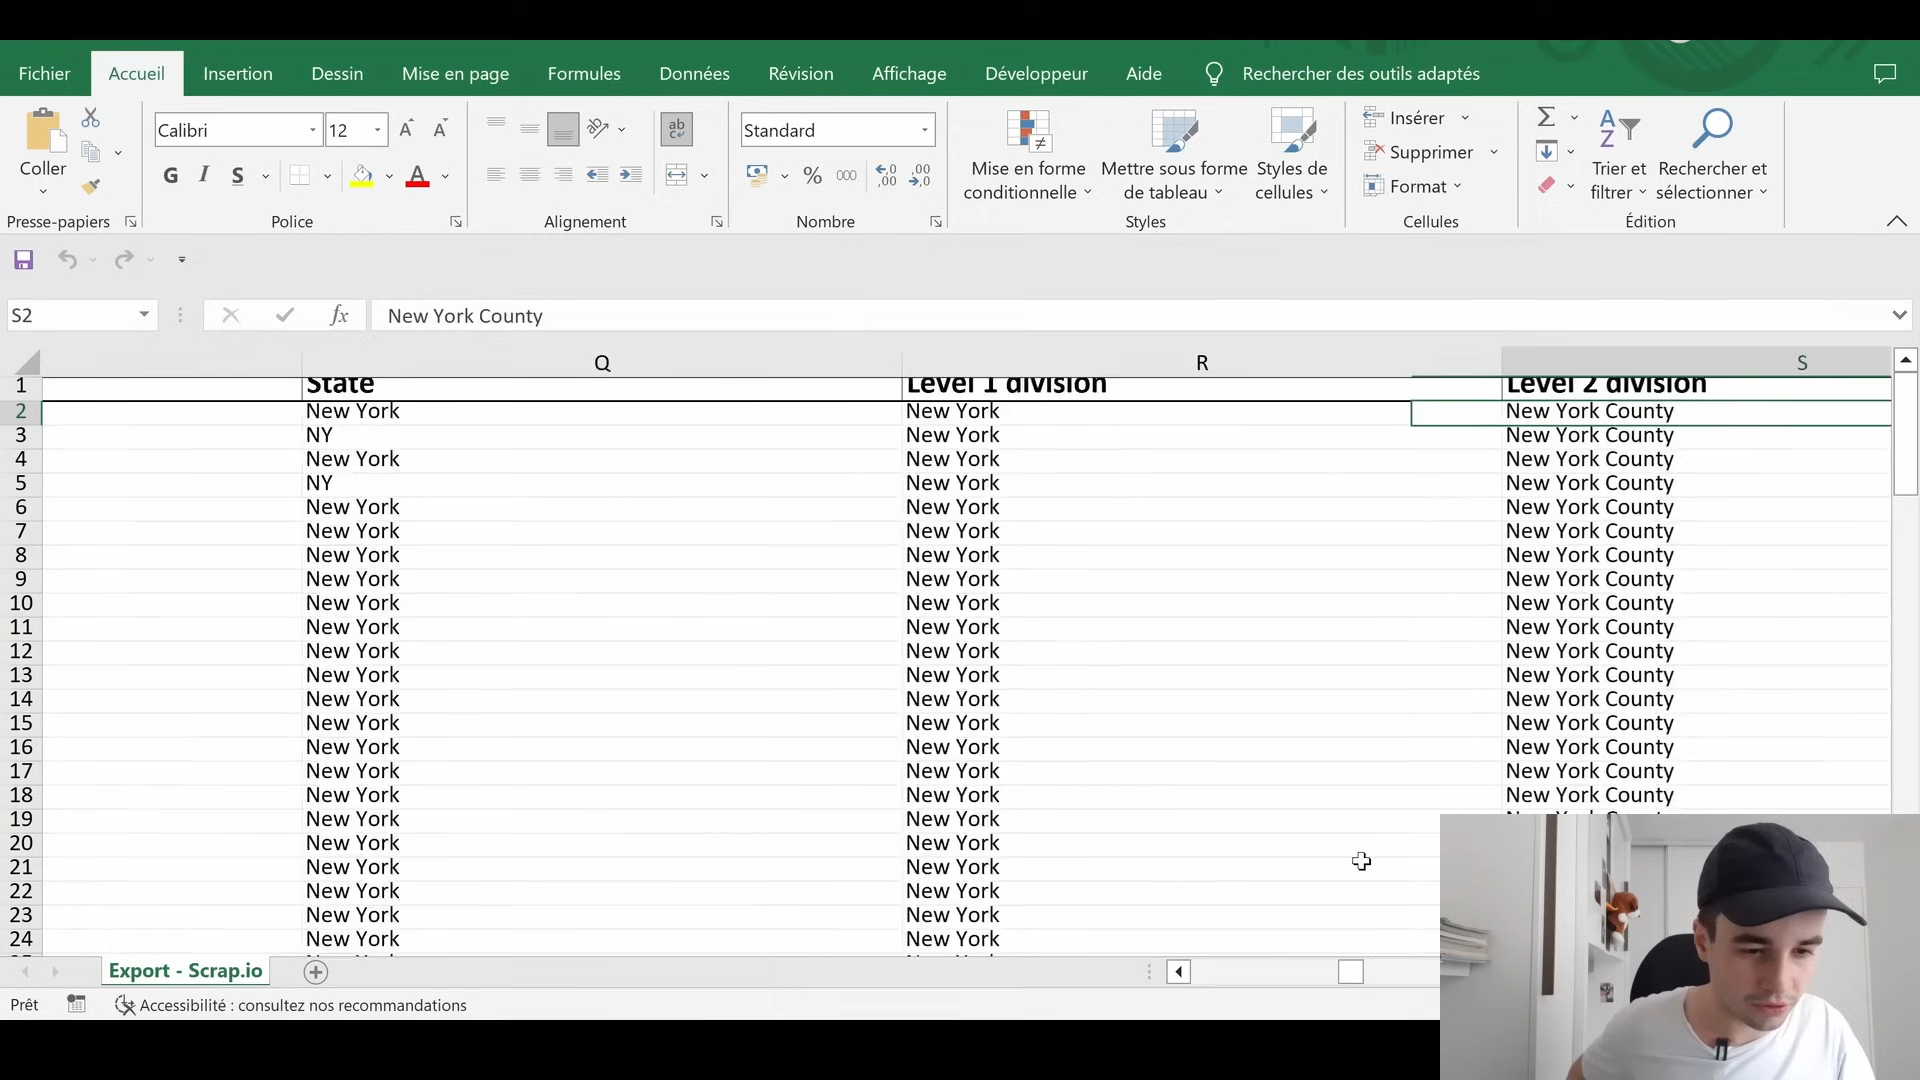 Fichier Accueil Insertion Dessin Mise en page Formules Données Révision Affichage Développeur Aide Rechercher des outils adaptés
Coller
Presse-papiers
Calibri 12
G I S
Police
ab
Alignement
Standard
% 000
Nombre
Mise en forme
conditionnelle
Mettre sous forme
de tableau
Styles de
cellules
Styles
Insérer
Supprimer
Format
Cellules
Trier et
filtrer
Rechercher et
sélectionner
Édition
S2 fx New York County
Q R S
1 State Level 1 division Level 2 division
2 New York New York New York County
3 NY New York New York County
4 New York New York New York County
5 NY New York New York County
6 New York New York New York County
7 New York New York New York County
8 New York New York New York County
9 New York New York New York County
10 New York New York New York County
11 New York New York New York County
12 New York New York New York County
13 New York New York New York County
14 New York New York New York County
15 New York New York New York County
16 New York New York New York County
17 New York New York New York County
18 New York New York New York County
19 New York New York
20 New York New York
21 New York New York
22 New York New York
23 New York New York
24 New York New York
Export - Scrap.io
Prêt Accessibilité : consultez nos recommandations